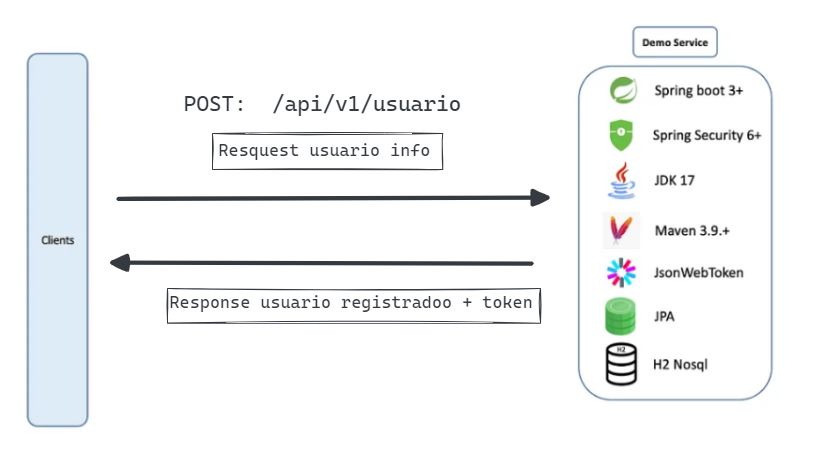 Demo Service
Clients
POST: /api/v1/usuario
Resquest usuario info
Response usuario registradoo + token
Spring boot 3+
Spring Security 6+
JDK 17
Maven 3.9.+
JsonWebToken
JPA
H2
H2 Nosql